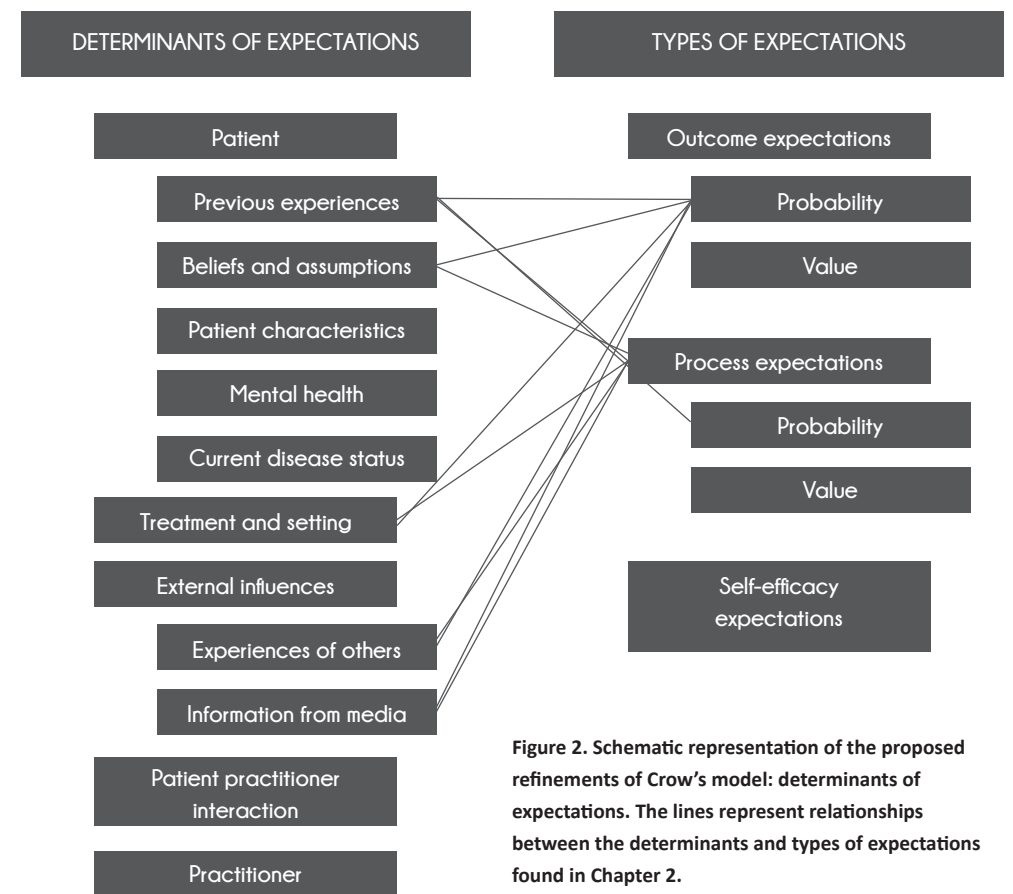 DETERMINANTS OF EXPECTATIONS
Patient
Previous experiences
Beliefs and assumptions
Patient characteristics
Mental health
Current disease status
Treatment and setting
External influences
Experiences of others
Information from media
Patient practitioner
interaction
Practitioner
TYPES OF EXPECTATIONS
Outcome expectations
Probability
Value
Process expectations
Probability
Value
Self-efficacy
expectations
Figure 2. Schematic representation of the proposed
refinements of Crow's model: determinants of
expectations. The lines represent relationships
between the determinants and types of expectations
found in Chapter 2.